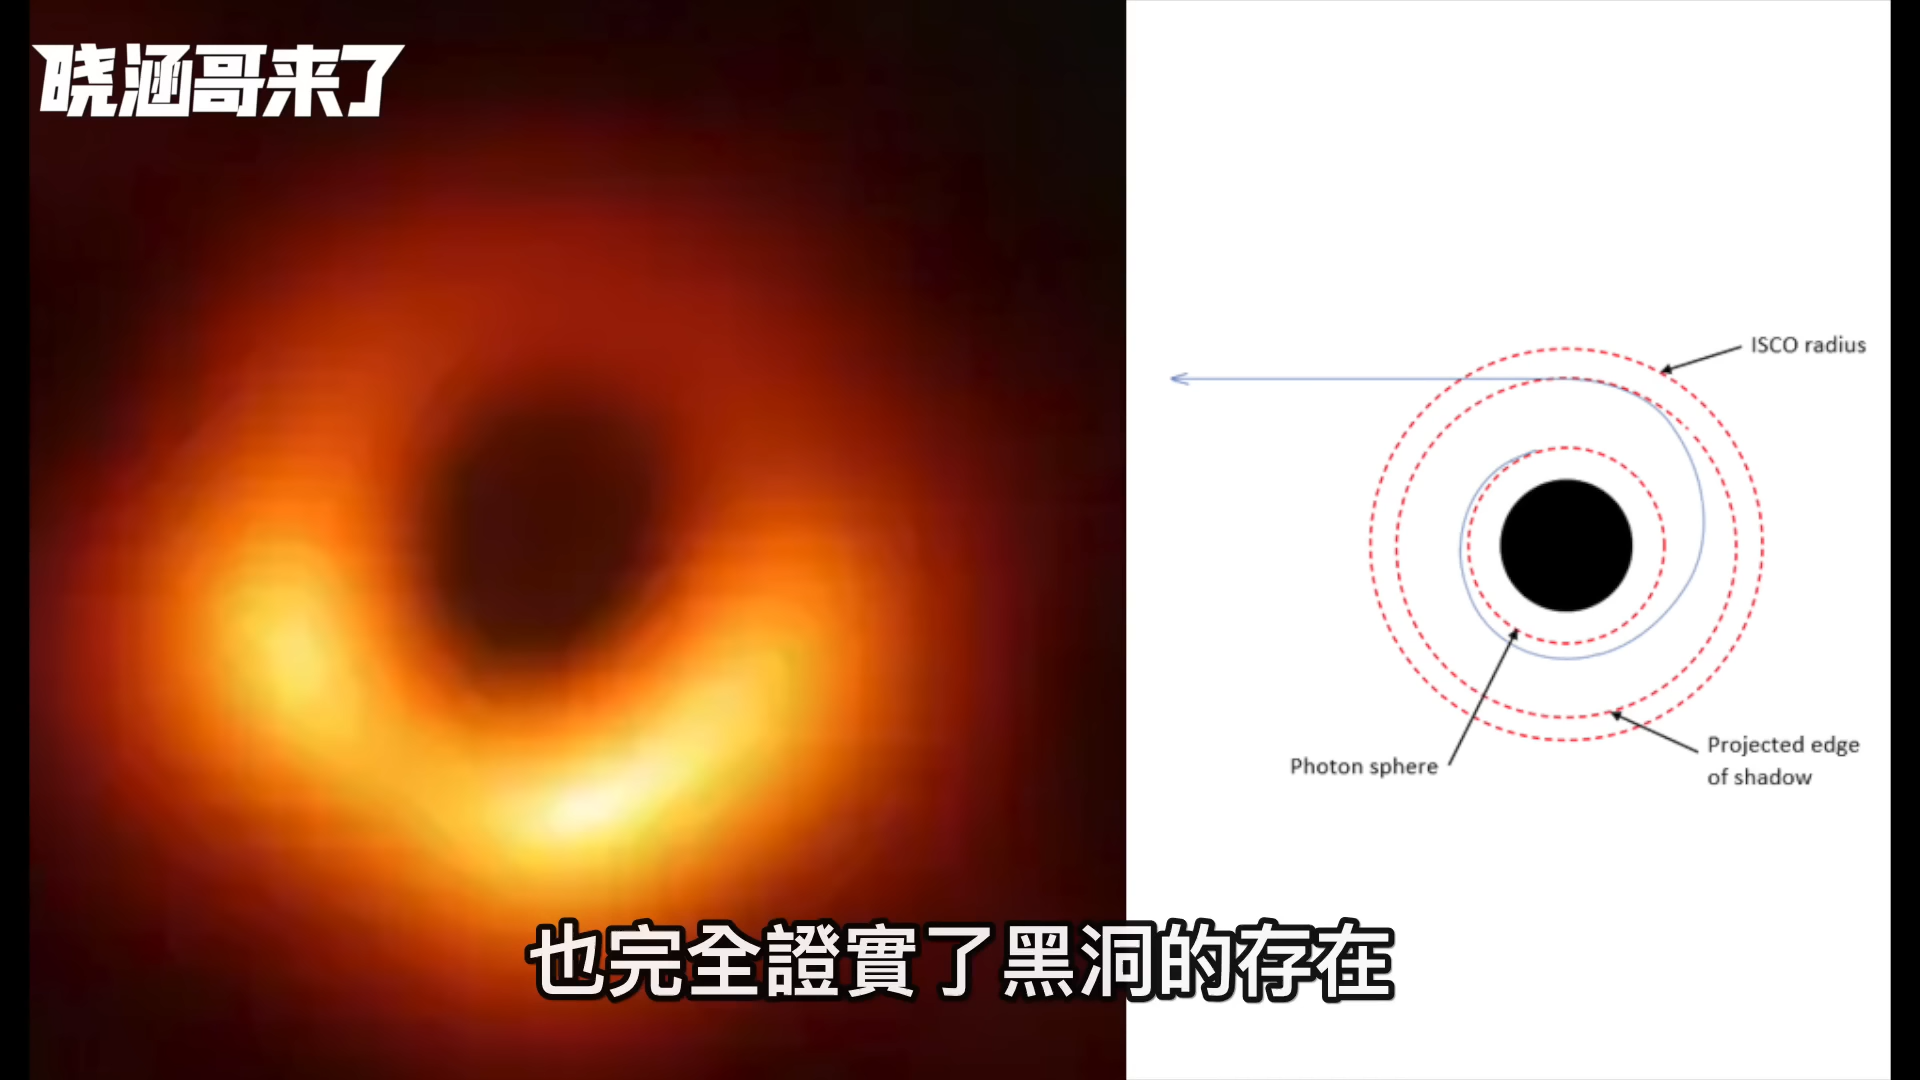 晓涵哥来了
ISCO radius
Photon sphere
Projected edge
of shadow
也完全證實了黑洞的存在